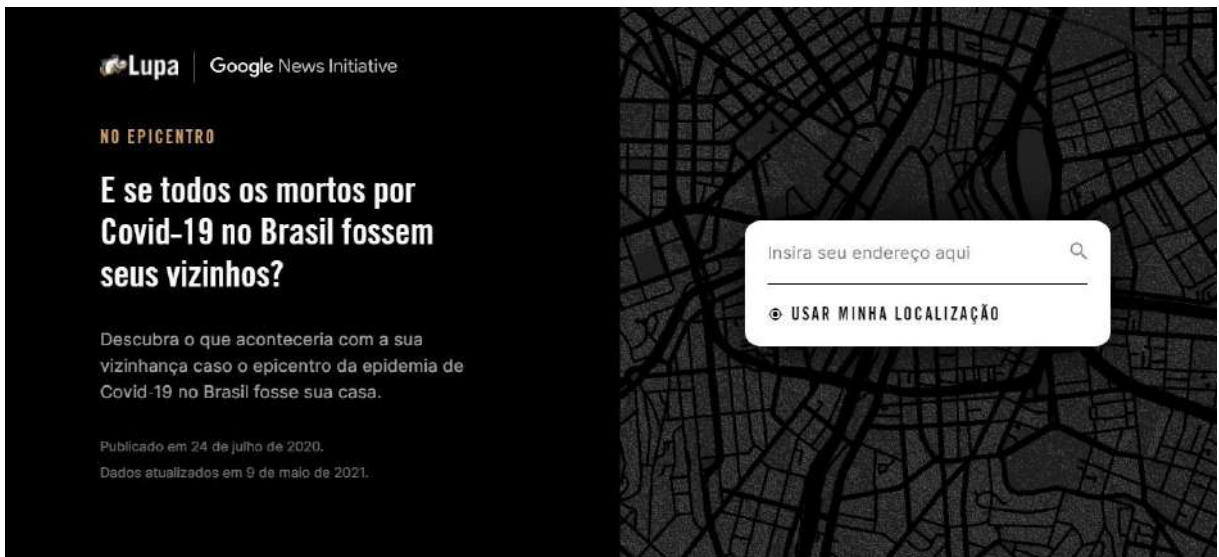 Lupa
Google News Initiative
NO EPICENTRO
E se todos os mortos por
Covid-19 no Brasil fossem
seus vizinhos?
Descubra o que aconteceria com a sua
vizinhança caso o epicentro da epidemia de
Covid-19 no Brasil fosse sua casa.
Publicado em 24 de julho de 2020.
Dados atualizados em 9 de maio de 2021.
Insira seu endereço aqui
USAR MINHA LOCALIZAÇÃO